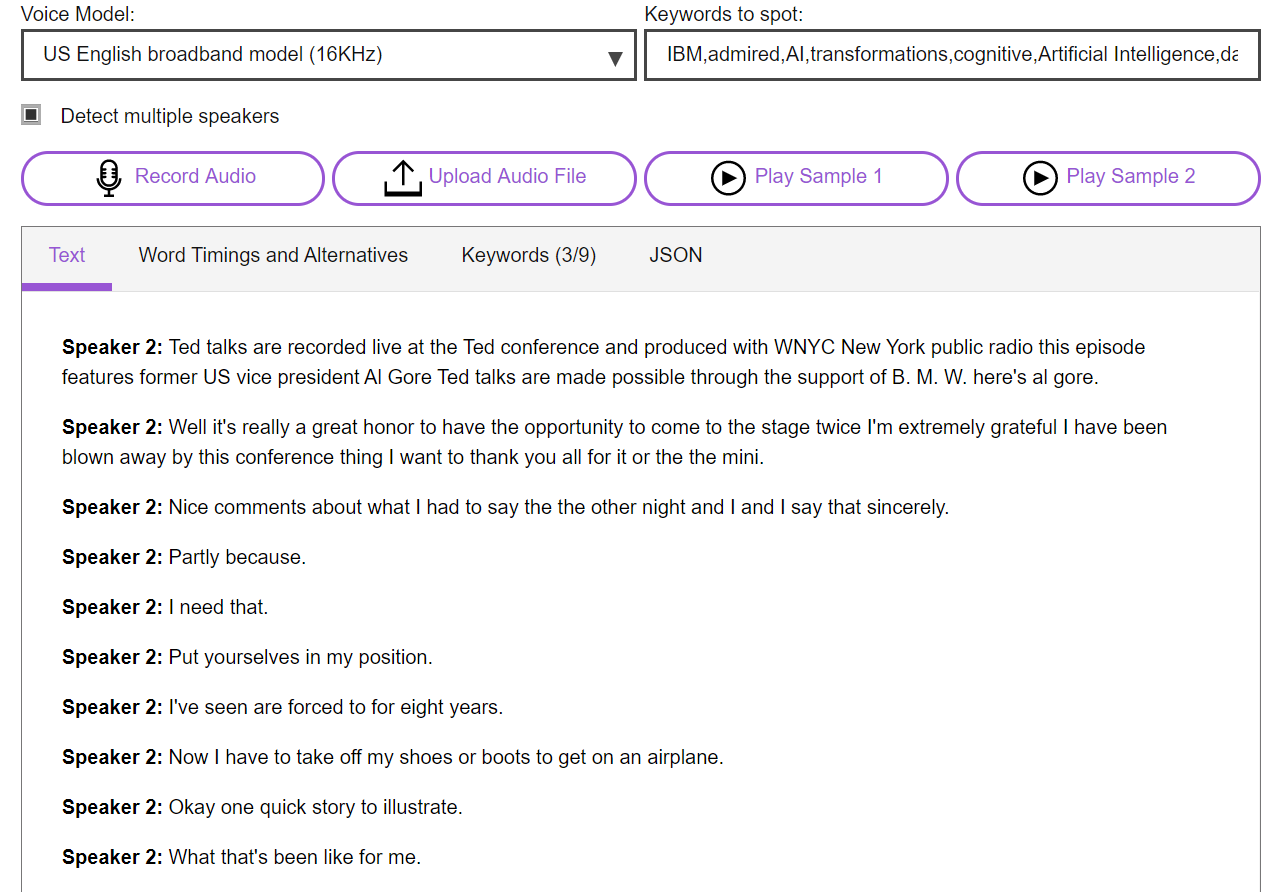 Voice Model:
Keywords to spot:
US English broadband model (16KHz)
IBM,admired,AI,transformations,cognitive,Artificial Intelligence,da
Detect multiple speakers
Record Audio
Upload Audio File
Play Sample 1
Play Sample 2
Text
Word Timings and Alternatives
Keywords (3/9)
JSON
Speaker 2: Ted talks are recorded live at the Ted conference and produced with WNYC New York public radio this episode
features former US vice president Al Gore Ted talks are made possible through the support of B. M. W. here's al gore.
Speaker 2: Well it's really a great honor to have the opportunity to come to the stage twice I'm extremely grateful I have been
blown away by this conference thing I want to thank you all for it or the the mini.
Speaker 2: Nice comments about what I had to say the the other night and I and I say that sincerely.
Speaker 2: Partly because.
Speaker 2: I need that.
Speaker 2: Put yourselves in my position.
Speaker 2: I've seen are forced to for eight years.
Speaker 2: Now I have to take off my shoes or boots to get on an airplane.
Speaker 2: Okay one quick story to illustrate.
Speaker 2: What that's been like for me.